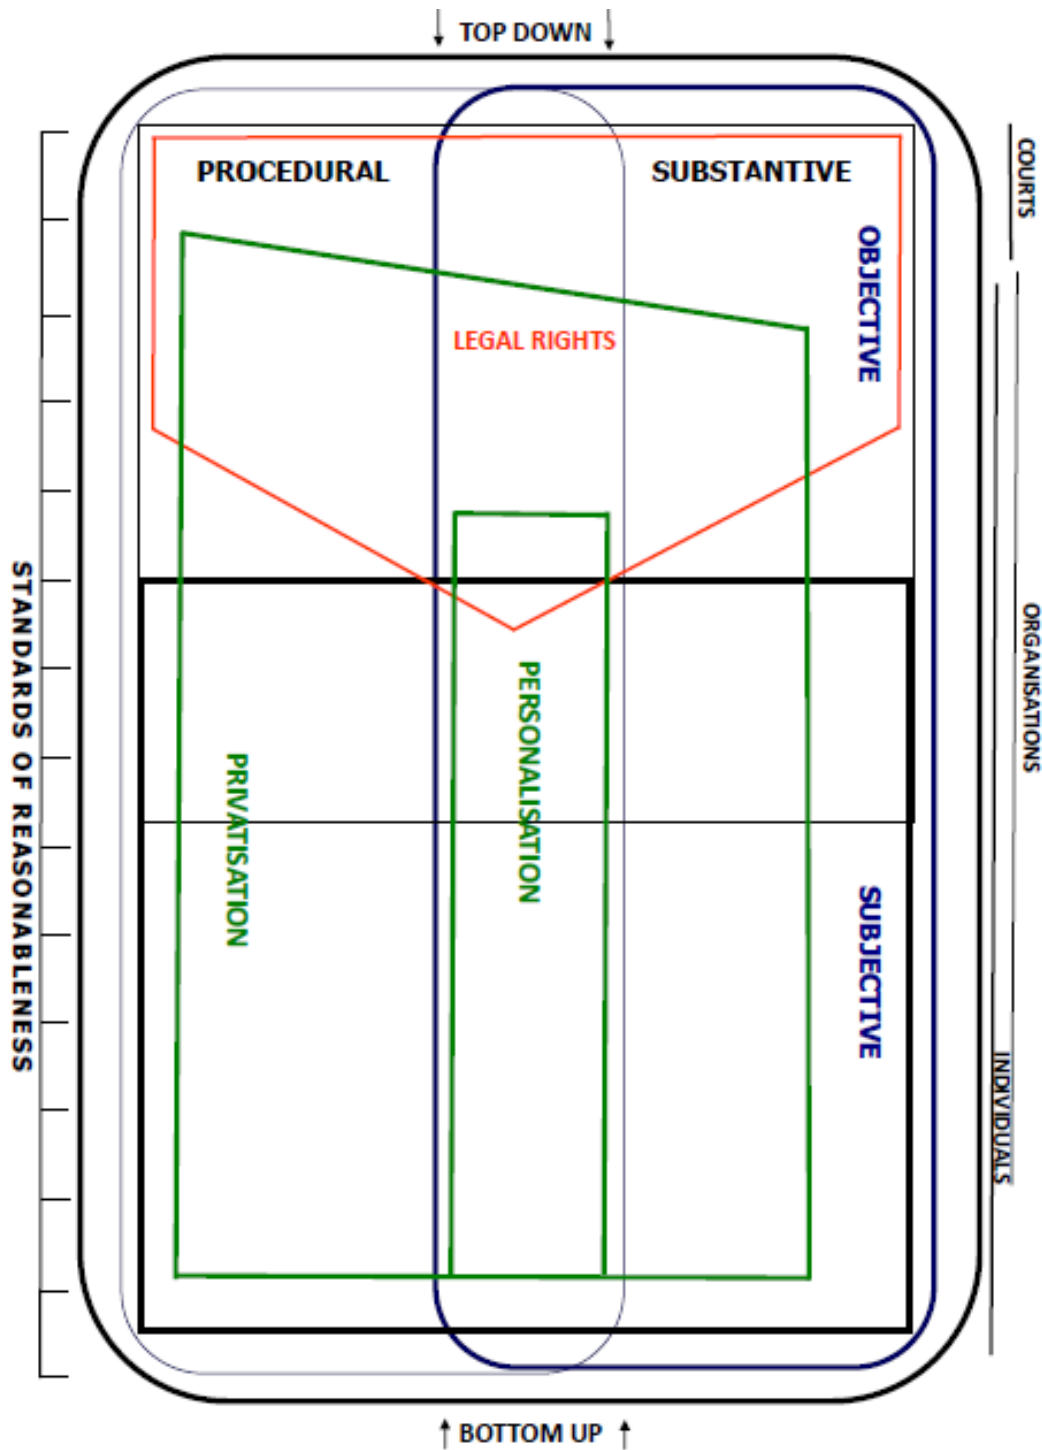 TOP DOWN
PROCEDURAL
SUBSTANTIVE
COURTS
OBJECTIVE
LEGAL RIGHTS
STANDARDS OF REASONABLENESS
ORGANISATIONS
PERSONALISATION
PRIVATISATION
SUBJECTIVE
INDIVIDUALS
BOTTOM UP